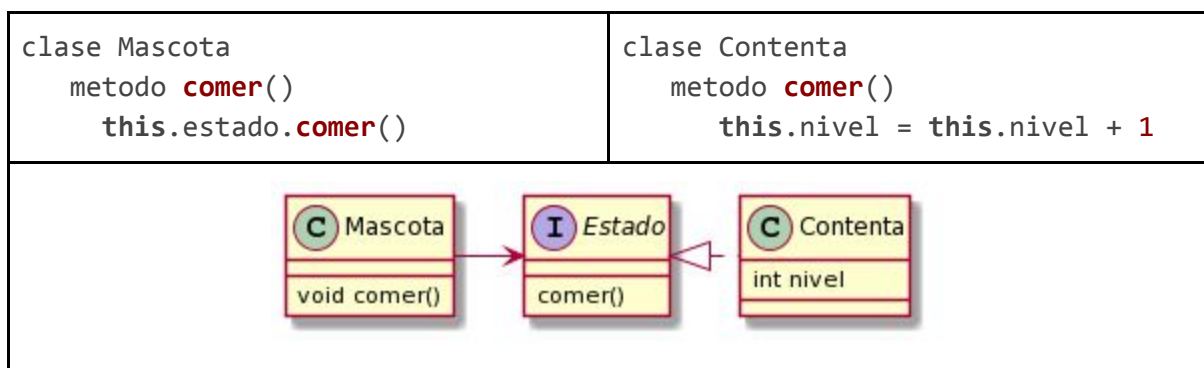 clase Mascota
metodo comer()
this.estado.comer()
clase Contenta
metodo comer()
this.nivel = this.nivel + 1
C Mascota
void comer()
I Estado
comer()
C Contenta
int nivel